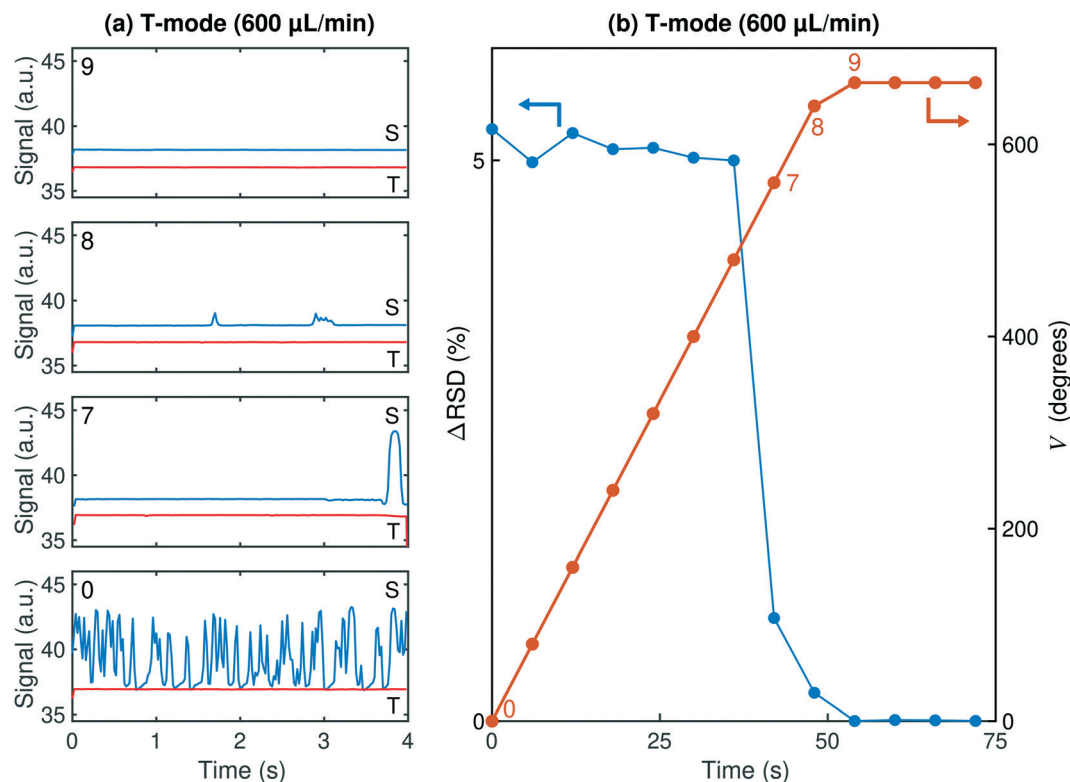 (a) T-mode (600 µL/min)
45
40
35
Signal (a.u.)
9
S
T
45
40
35
Signal (a.u.)
8
S
T
45
40
35
Signal (a.u.)
7
S
T
45
40
35
Signal (a.u.)
0
S
T
0 1 2 3 4
Time (s)
(b) T-mode (600 µL/min)
5
0
ΔRSD (%)
0
7
8
9
600
400
200
0
V (degrees)
0 25 50 75
Time (s)